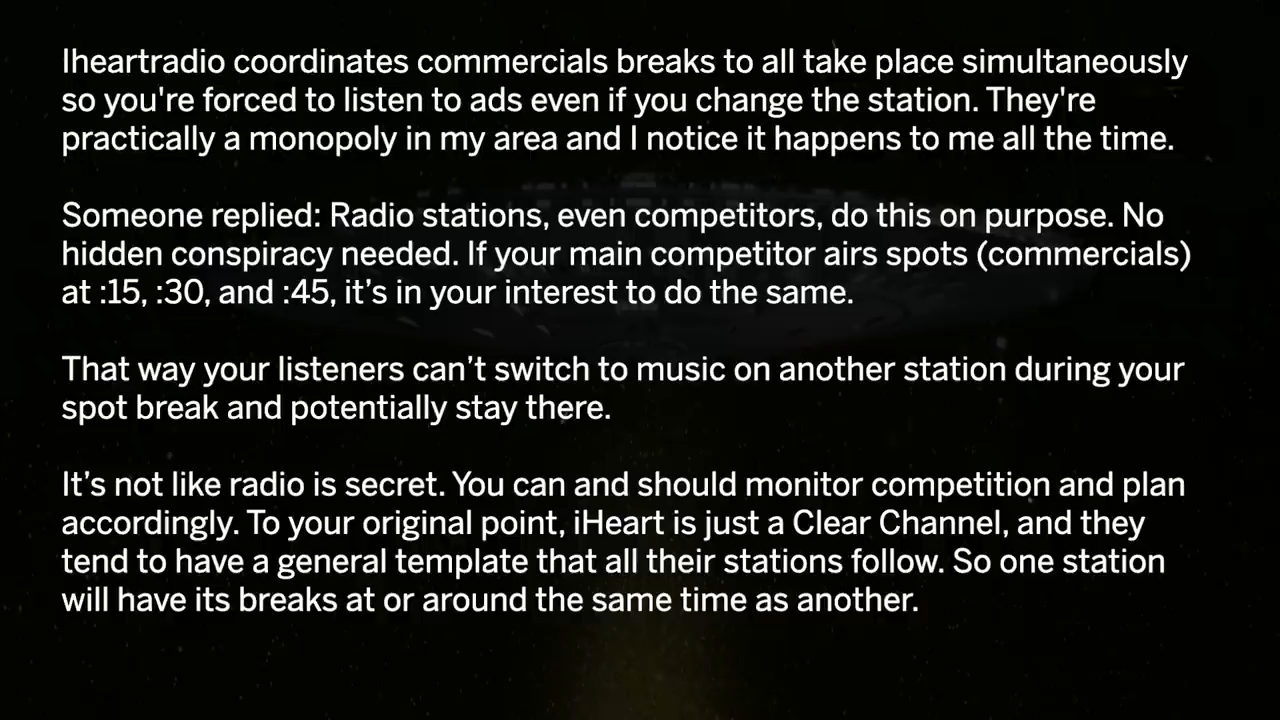 Iheartradio coordinates commercials breaks to all take place simultaneously
so you're forced to listen to ads even if you change the station. They're
practically a monopoly in my area and I notice it happens to me all the time.
Someone replied: Radio stations, even competitors, do this on purpose. No
hidden conspiracy needed. If your main competitor airs spots (commercials)
at :15, :30, and :45, it’s in your interest to do the same.
That way your listeners can’t switch to music on another station during your
spot break and potentially stay there.
It’s not like radio is secret. You can and should monitor competition and plan
accordingly. To your original point, iHeart is just a Clear Channel, and they
tend to have a general template that all their stations follow. So one station
will have its breaks at or around the same time as another.